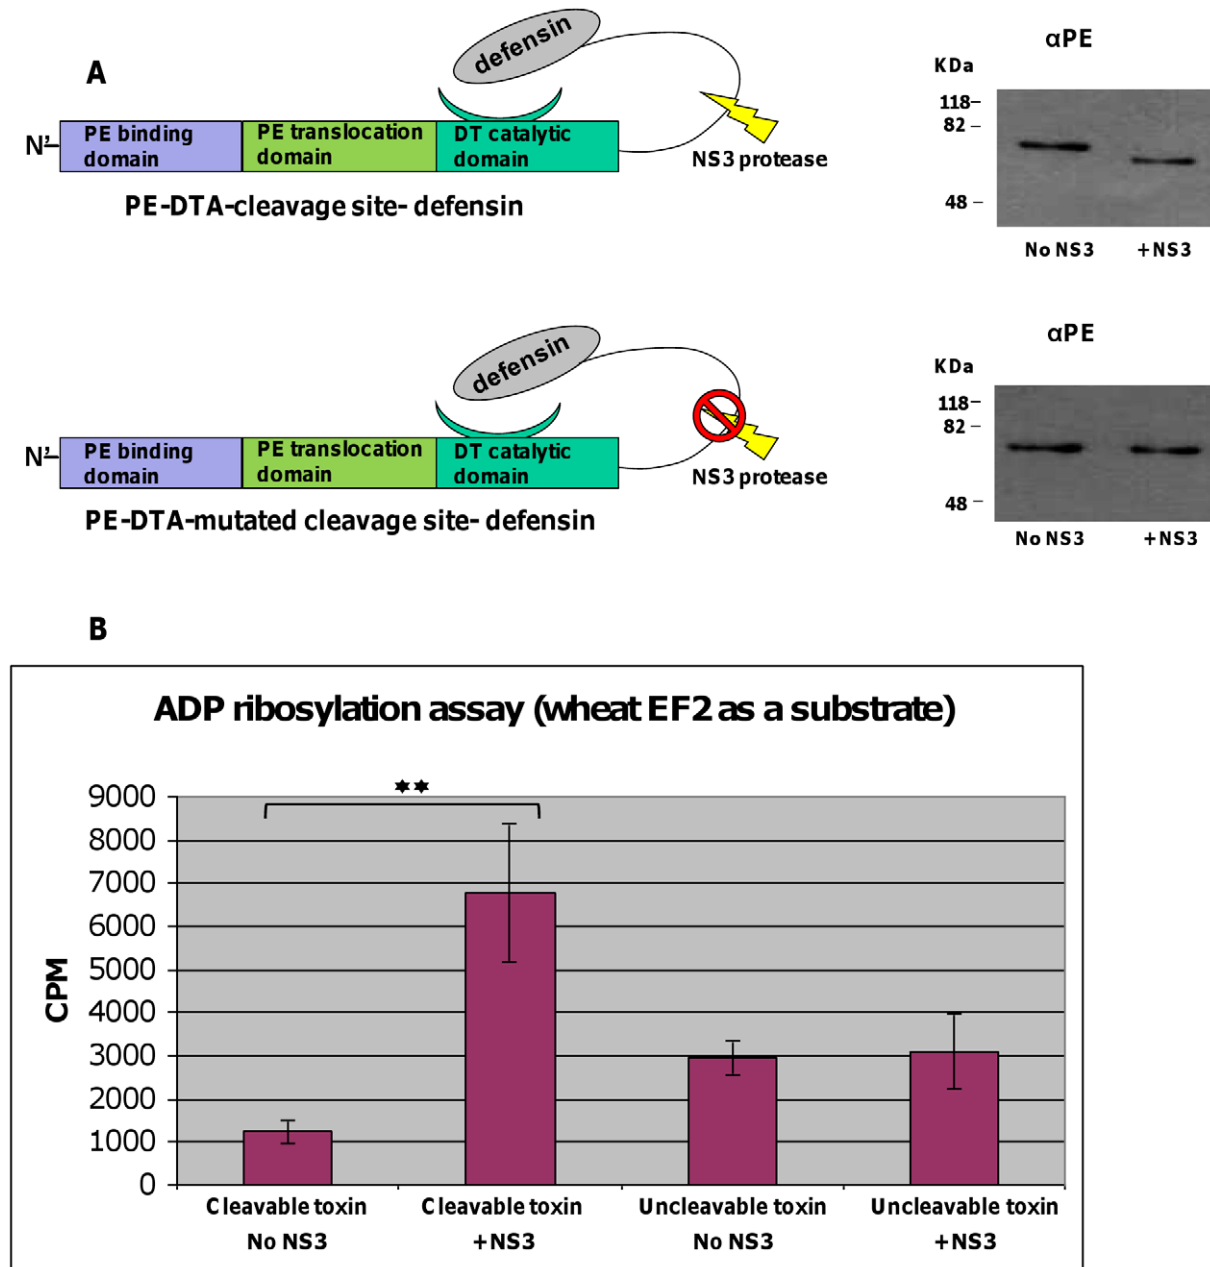 A
defensin
N'
PE binding
domain
PE translocation
domain
DT catalytic
domain
NS3 protease
PE-DTA-cleavage site- defensin
αPE
KDa
118
82
48
No NS3 +NS3
defensin
N'
PE binding
domain
PE translocation
domain
DT catalytic
domain
NS3 protease
PE-DTA-mutated cleavage site- defensin
αPE
KDa
118
82
48
No NS3 +NS3
B
ADP ribosylation assay (wheat EF2 as a substrate)
**
9000
8000
7000
6000
5000
4000
3000
2000
1000
0
CPM
Cleavable toxin Cleavable toxin Uncleavable toxin Uncleavable toxin
No NS3 +NS3 No NS3 +NS3